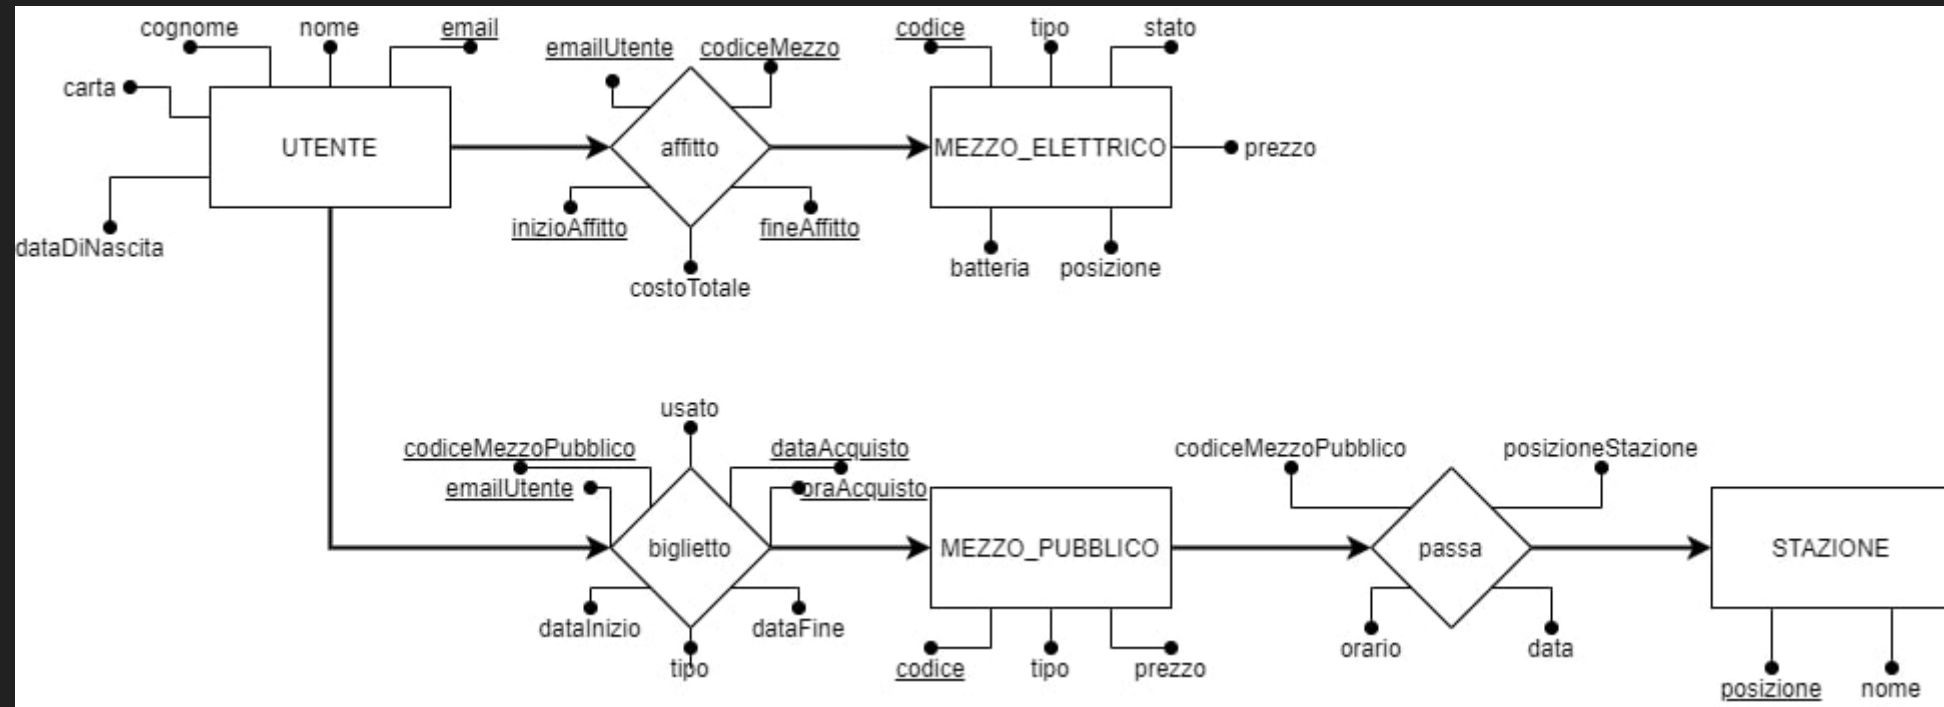 cognome
nome
email
carta
UTENTE
dataDiNascita
emailUtente
codiceMezzo
affitto
inizioAffitto
fineAffitto
costoTotale
codice
tipo
stato
MEZZO_ELETTRICO
prezzo
batteria
posizione
usato
codiceMezzoPubblico
dataAcquisto
emailUtente
oraAcquisto
biglietto
dataInizio
dataFine
tipo
MEZZO_PUBBLICO
codice
tipo
prezzo
codiceMezzoPubblico
posizioneStazione
passa
orario
data
STAZIONE
posizione
nome